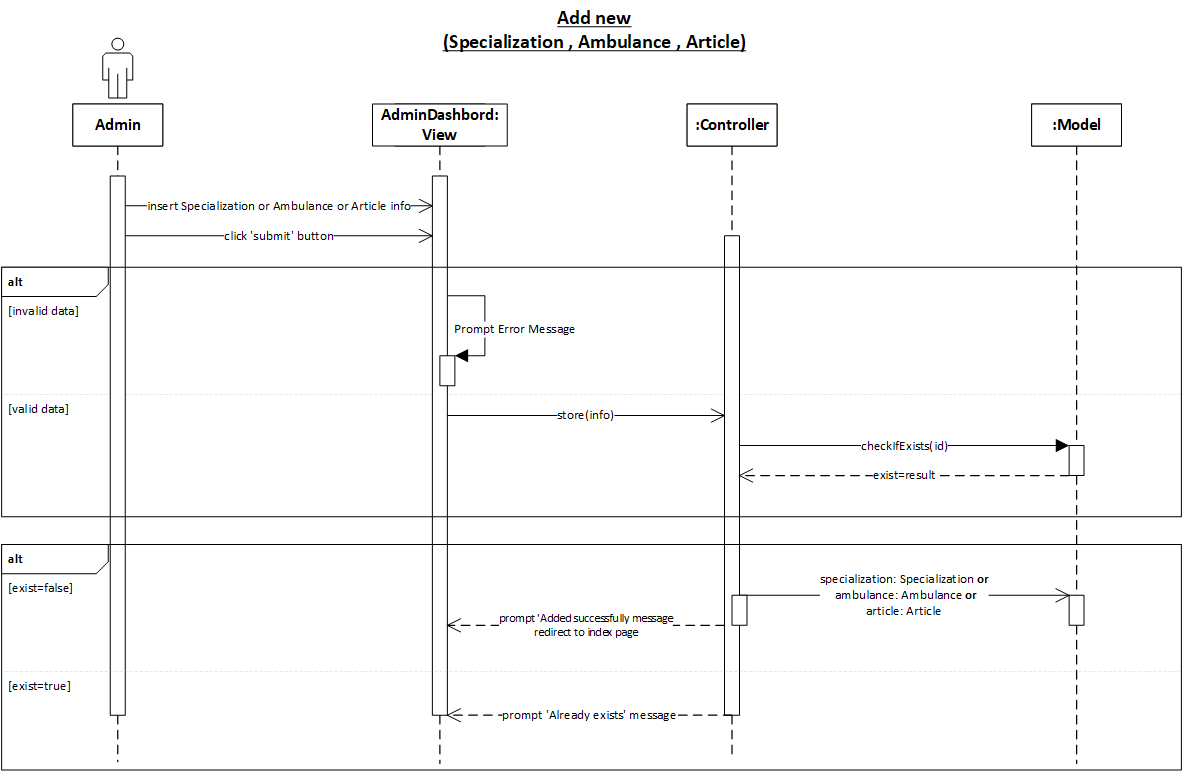 Add new
(Specialization , Ambulance , Article)
Admin
AdminDashbord:
View
:Controller
:Model
insert Specialization or Ambulance or Article info
click 'submit' button
alt
[invalid data]
Prompt Error Message
[valid data]
store(info)
checkIfExists(id)
exist=result
alt
[exist=false]
specialization: Specialization or
ambulance: Ambulance or
article: Article
prompt 'Added successfully message
redirect to index page
[exist=true]
prompt 'Already exists' message